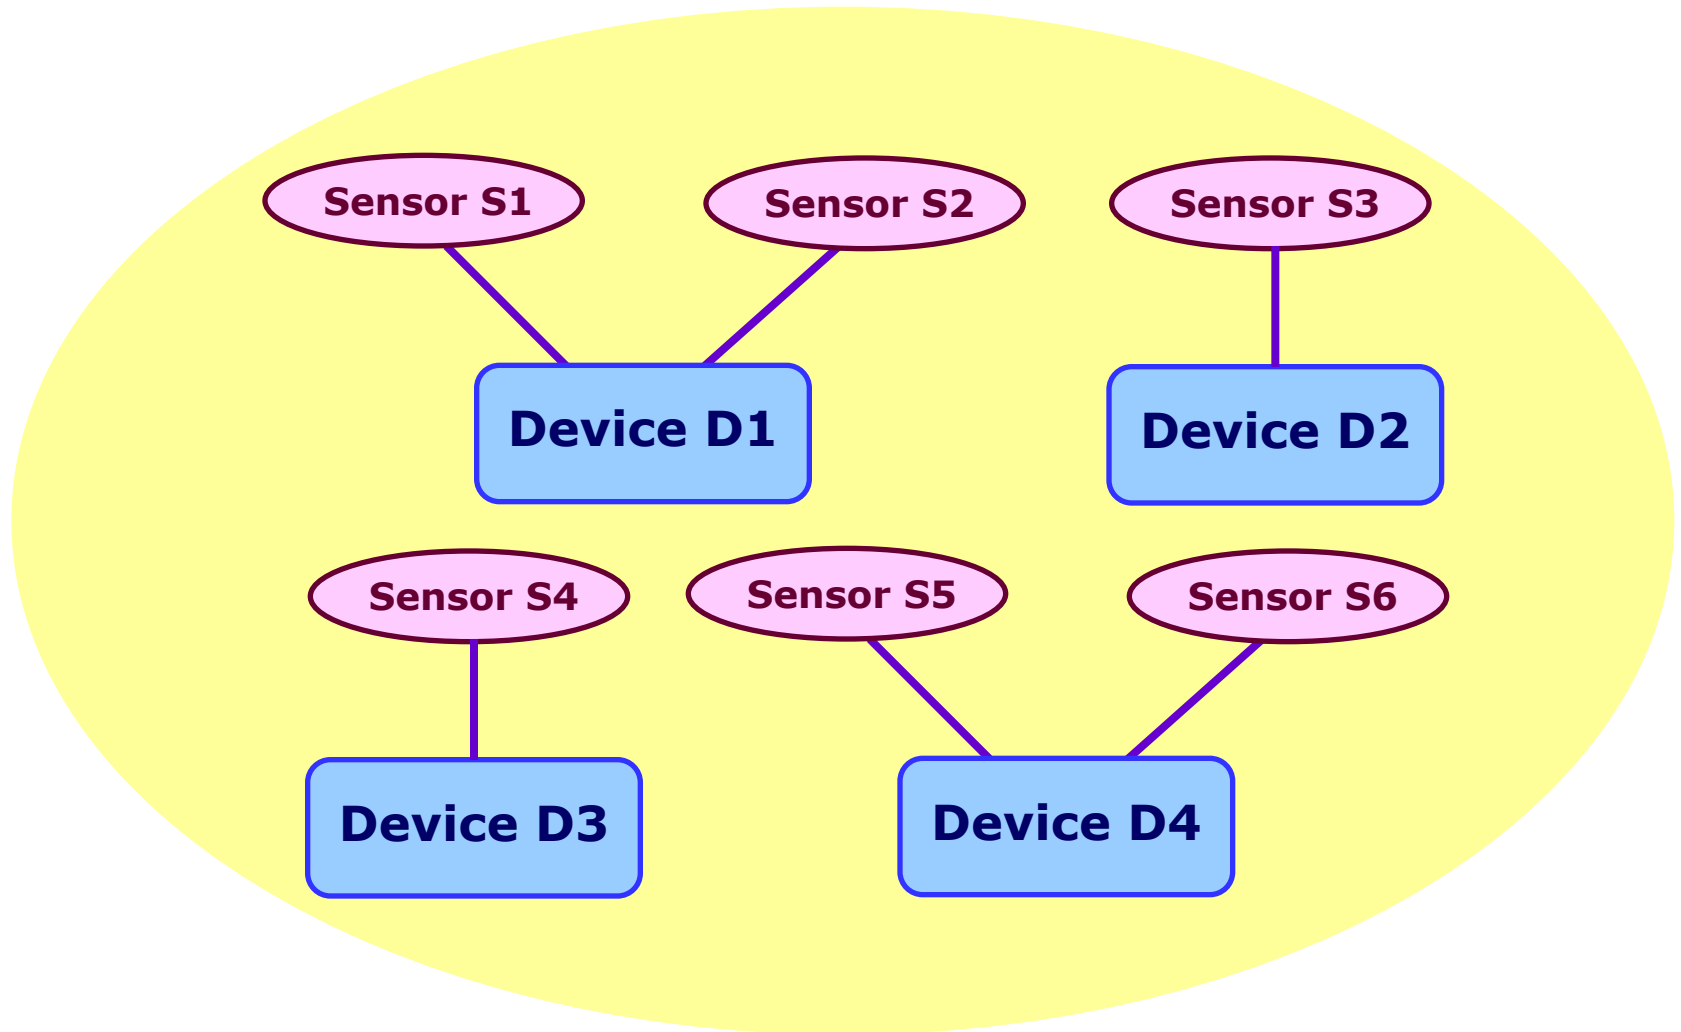 Sensor S1
Sensor S2
Sensor S3
Device D1
Device D2
Sensor S4
Sensor S5
Sensor S6
Device D3
Device D4